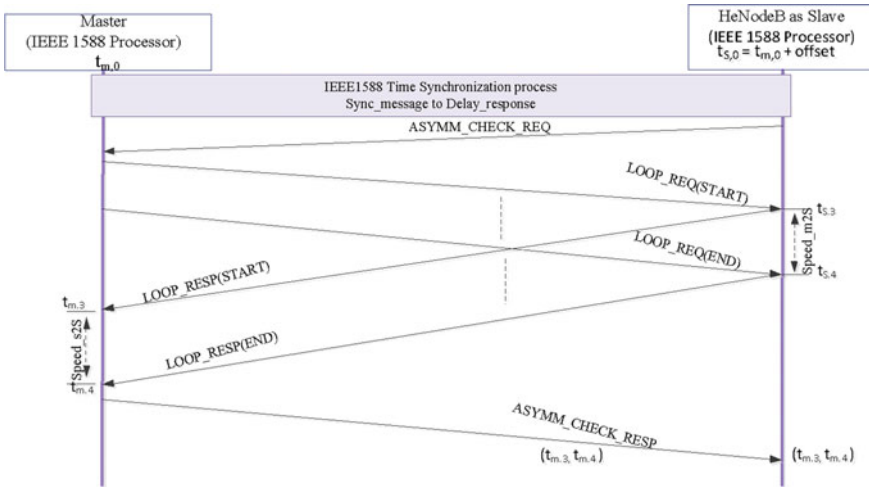 Master
(IEEE 1588 Processor)
tm,0
HeNodeB as Slave
(IEEE 1588 Processor)
tS,0 = tm,0 + offset
IEEE1588 Time Synchronization process
Sync_message to Delay_response
ASYMM_CHECK_REQ
LOOP_REQ(START)
tS.3
Speed_m2S
LOOP_REQ(END)
tS.4
LOOP_RESP(START)
tm.3
Speed_s2S
LOOP_RESP(END)
tm.4
ASYMM_CHECK_RESP
(tm.3, tm.4)
(tm.3, tm.4)